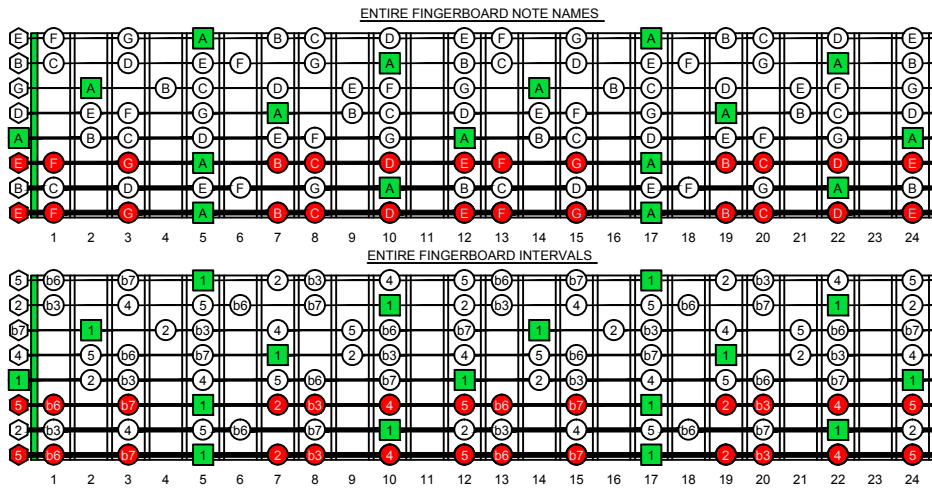 ENTIRE FINGERBOARD NOTE NAMES
E F G A B C D E F G A B C D E
B C D E F G A B C D E F G A B
G A B C D E F G A B C D E F G
D E F G A B C D E F G A B C D
A B C D E F G A B C D E F G A
E F G A B C D E F G A B C D E
B C D E F G A B C D E F G A B
E F G A B C D E F G A B C D E
1 2 3 4 5 6 7 8 9 10 11 12 13 14 15 16 17 18 19 20 21 22 23 24
ENTIRE FINGERBOARD INTERVALS
5 b6 b7 1 2 b3 4 5 b6 b7 1 2 b3 4 5
2 b3 4 5 b6 b7 1 2 b3 4 5 b6 b7 1 2
b7 1 2 b3 4 5 b6 b7 1 2 b3 4 5 b6 b7
4 5 b6 b7 1 2 b3 4 5 b6 b7 1 2 b3 4
1 2 b3 4 5 b6 b7 1 2 b3 4 5 b6 b7 1
5 b6 b7 1 2 b3 4 5 b6 b7 1 2 b3 4 5
2 b3 4 5 b6 b7 1 2 b3 4 5 b6 b7 1 2
5 b6 b7 1 2 b3 4 5 b6 b7 1 2 b3 4 5
1 2 3 4 5 6 7 8 9 10 11 12 13 14 15 16 17 18 19 20 21 22 23 24